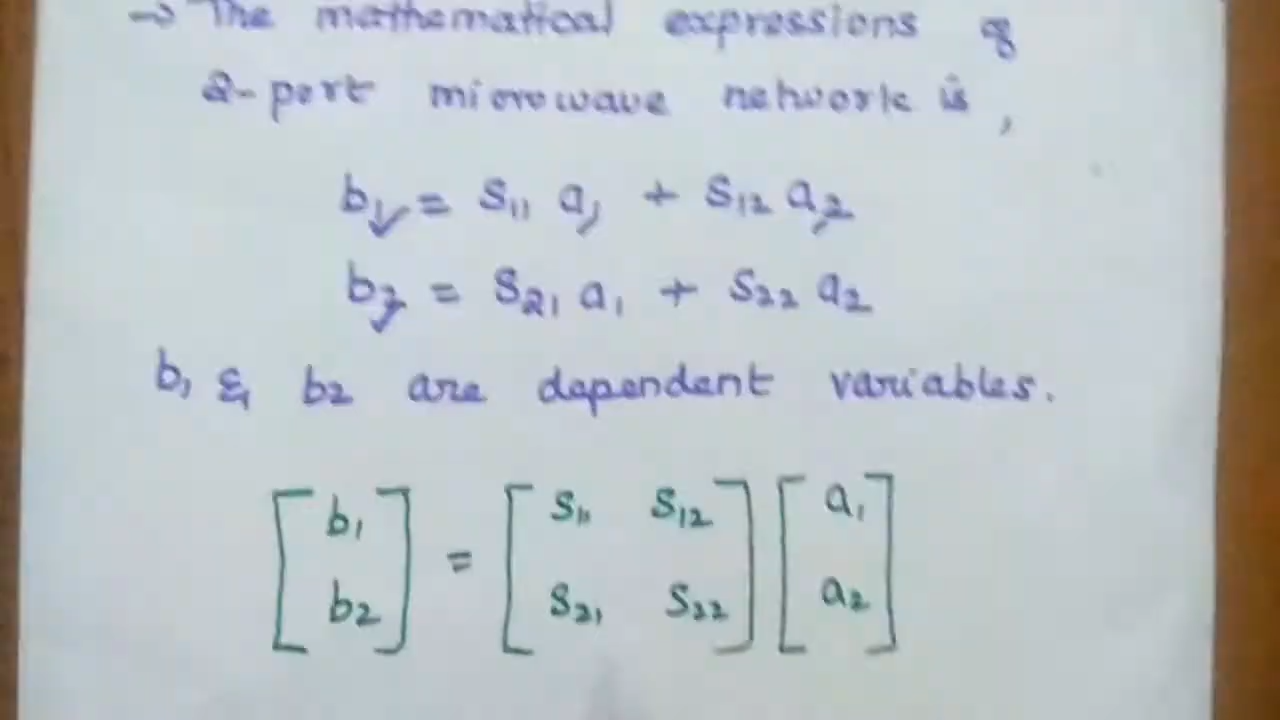 → The mathematical expressions of
2-port microwave network is,
b₁ = S₁₁ a₁ + S₁₂ a₂
b₂ = S₂₁ a₁ + S₂₂ a₂
b₁ & b₂ are dependent variables.
[b₁ b₂] = [S₁₁ S₁₂ S₂₁ S₂₂] [a₁ a₂]